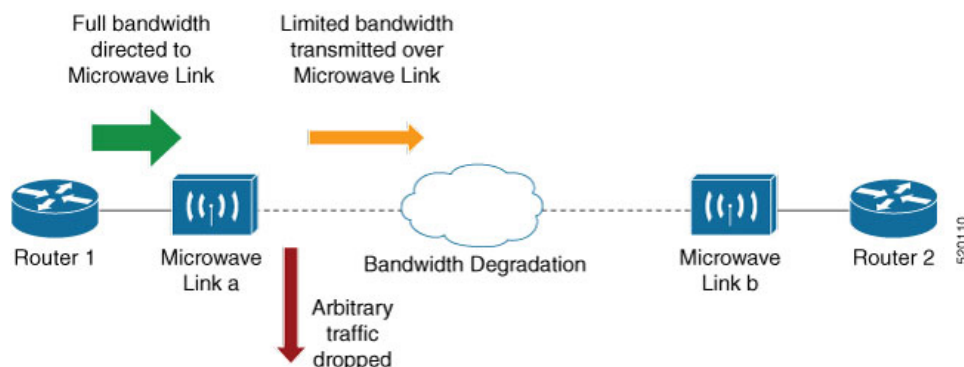 Full bandwidth
directed to
Microwave Link
Limited bandwidth
transmitted over
Microwave Link
Router 1
Microwave
Link a
Bandwidth Degradation
Microwave
Link b
Router 2
520110
Arbitrary
traffic
dropped